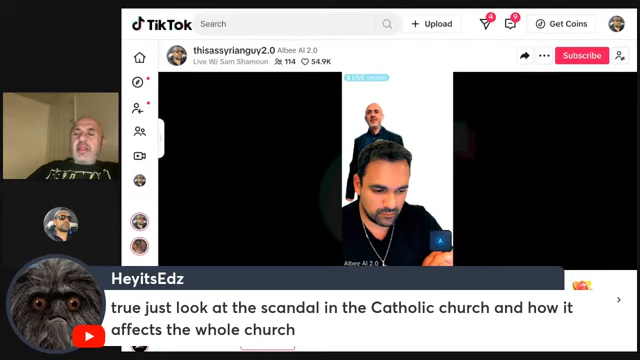 TikTok
Search
+ Upload
4
9
Get Coins
thisassyrianguy2.0 Albee AI 2.0
Live W/ Sam Shamoun 114 54.9K
Subscribe
LIVE creator
A
Albee AI 2.0
HeyitsEdz
true just look at the scandal in the Catholic church and how it
affects the whole church